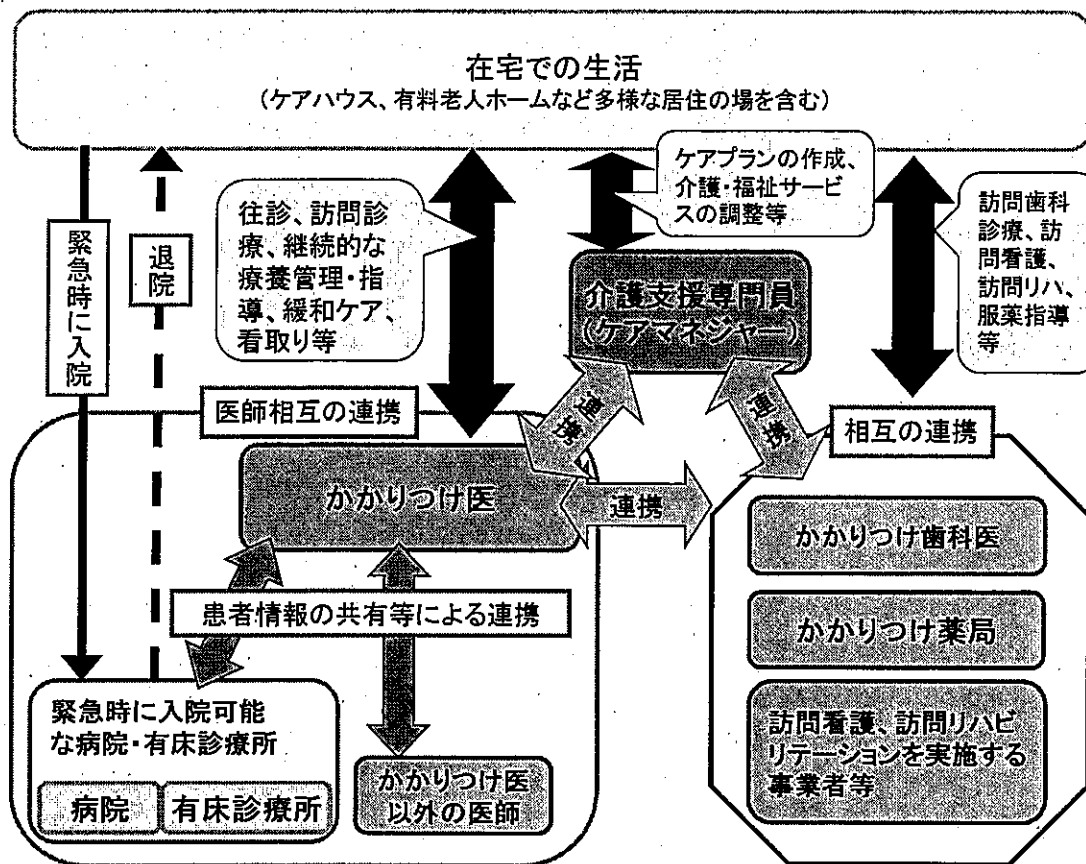 在宅での生活
(ケアハウス、有料老人ホームなど多様な居住の場を含む)
緊急時に入院
退院
往診、訪問診
療、継続的な
療養管理・指
導、緩和ケア、
看取り等
ケアプランの作成、
介護・福祉サービ
スの調整等
訪問歯科
診療、訪
問看護、
訪問リハ、
服薬指導
等
介護支援専門員
(ケアマネジャー)
医師相互の連携
連携
連携
相互の連携
かかりつけ医
連携
かかりつけ歯科医
患者情報の共有等による連携
かかりつけ薬局
緊急時に入院可能
な病院・有床診療所
病院
有床診療所
かかりつけ医
以外の医師
訪問看護、訪問リハビ
リテーションを実施する
事業者等